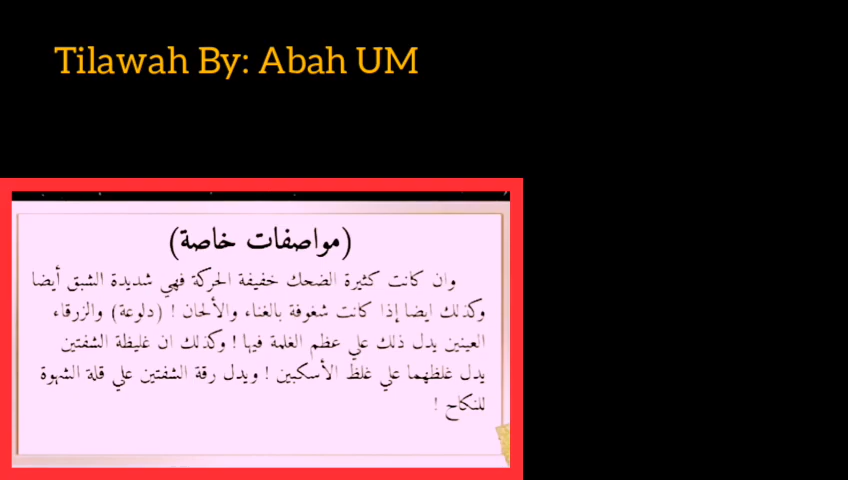 Tilawah By: Abah UM
(مواصفات خاصة)
وان كانت كثيرة الضحك خفيفة الحركة فهي شديدة الشبق أيضا
وكذلك ايضا إذا كانت شغوفة بالغناء والألحان ! (دلوعة) والزرقاء
العينين يدل ذلك علي عظم الغلمة فيها ! وكذلك ان غليظة الشفتين
يدل غلظهما علي غلظ الأسكبين ! ويدل رقة الشفتين علي قلة الشهوة
للنكاح !